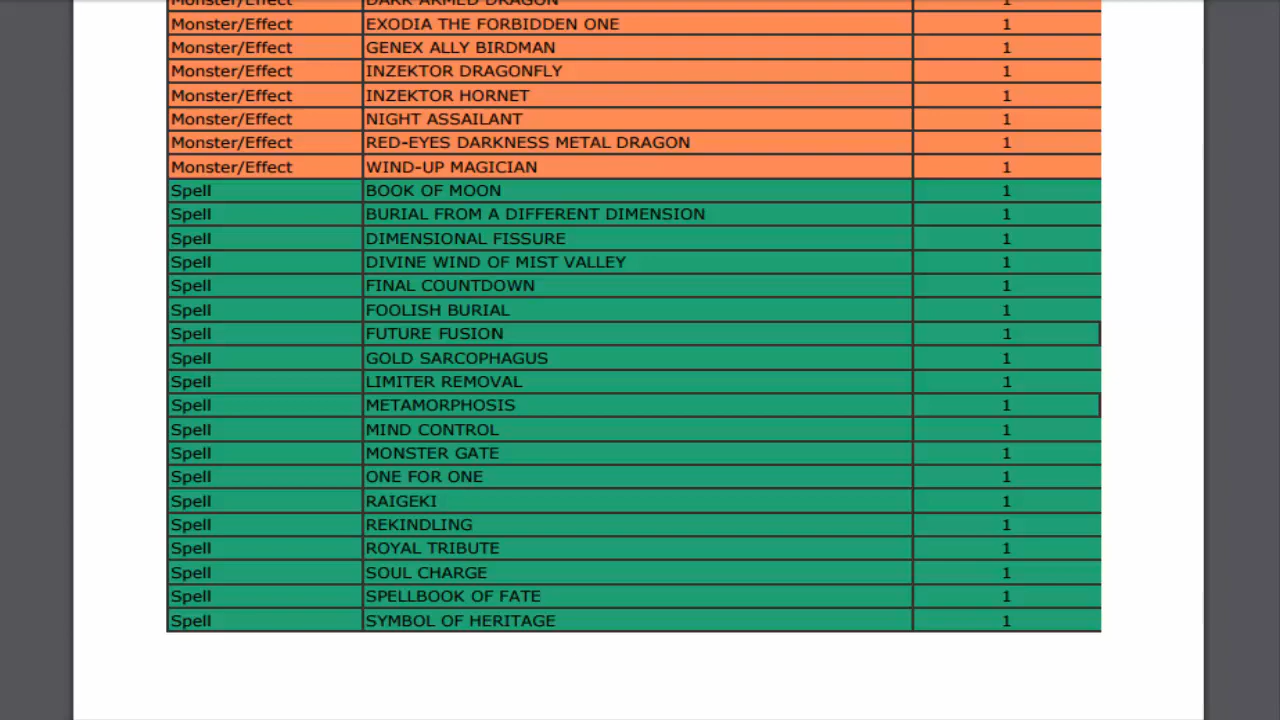 Monster/Effect DARK ARMED DRAGON 1
Monster/Effect EXODIA THE FORBIDDEN ONE 1
Monster/Effect GENEX ALLY BIRDMAN 1
Monster/Effect INZEKTOR DRAGONFLY 1
Monster/Effect INZEKTOR HORNET 1
Monster/Effect NIGHT ASSAILANT 1
Monster/Effect RED-EYES DARKNESS METAL DRAGON 1
Monster/Effect WIND-UP MAGICIAN 1
Spell BOOK OF MOON 1
Spell BURIAL FROM A DIFFERENT DIMENSION 1
Spell DIMENSIONAL FISSURE 1
Spell DIVINE WIND OF MIST VALLEY 1
Spell FINAL COUNTDOWN 1
Spell FOOLISH BURIAL 1
Spell FUTURE FUSION 1
Spell GOLD SARCOPHAGUS 1
Spell LIMITER REMOVAL 1
Spell METAMORPHOSIS 1
Spell MIND CONTROL 1
Spell MONSTER GATE 1
Spell ONE FOR ONE 1
Spell RAIGEKI 1
Spell REKINDLING 1
Spell ROYAL TRIBUTE 1
Spell SOUL CHARGE 1
Spell SPELLBOOK OF FATE 1
Spell SYMBOL OF HERITAGE 1